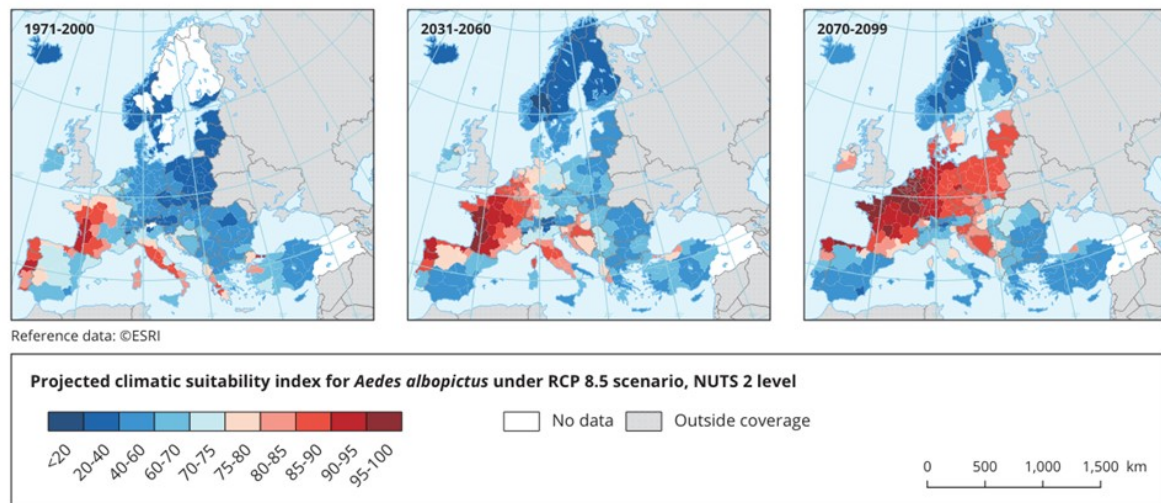 1971-2000
2031-2060
2070-2099
Reference data: ©ESRI
Projected climatic suitability index for Aedes albopictus under RCP 8.5 scenario, NUTS 2 level
No data
Outside coverage
<20
20-40
40-60
60-70
70-75
75-80
80-85
85-90
90-95
95-100
0 500 1,000 1,500 km